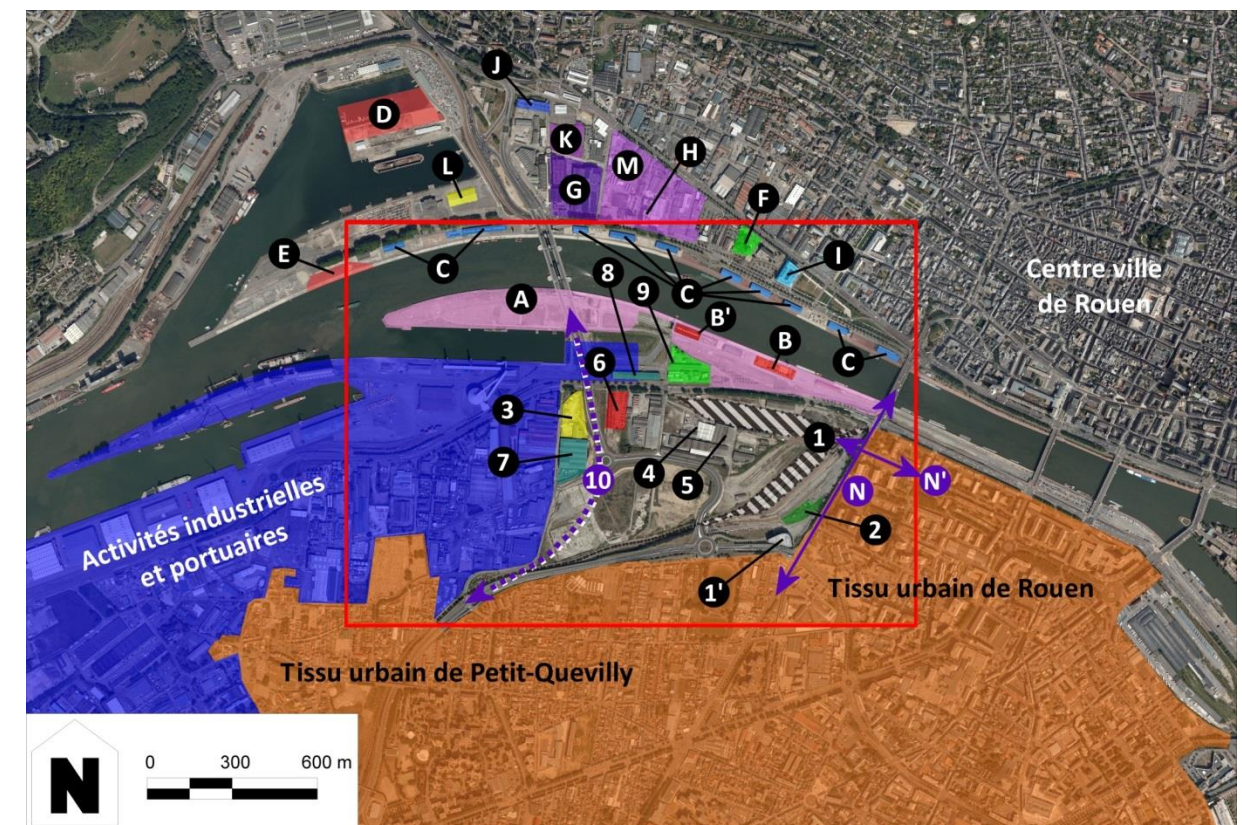 J
D
K
M
H
L
G
F
E
C
8
9
C
I
Centre ville
de Rouen
A
B'
B
C
6
3
1
7
4
5
10
N
N'
2
Activités industrielles
et portuaires
1'
Tissu urbain de Rouen
Tissu urbain de Petit-Quevilly
N
0 300 600 m